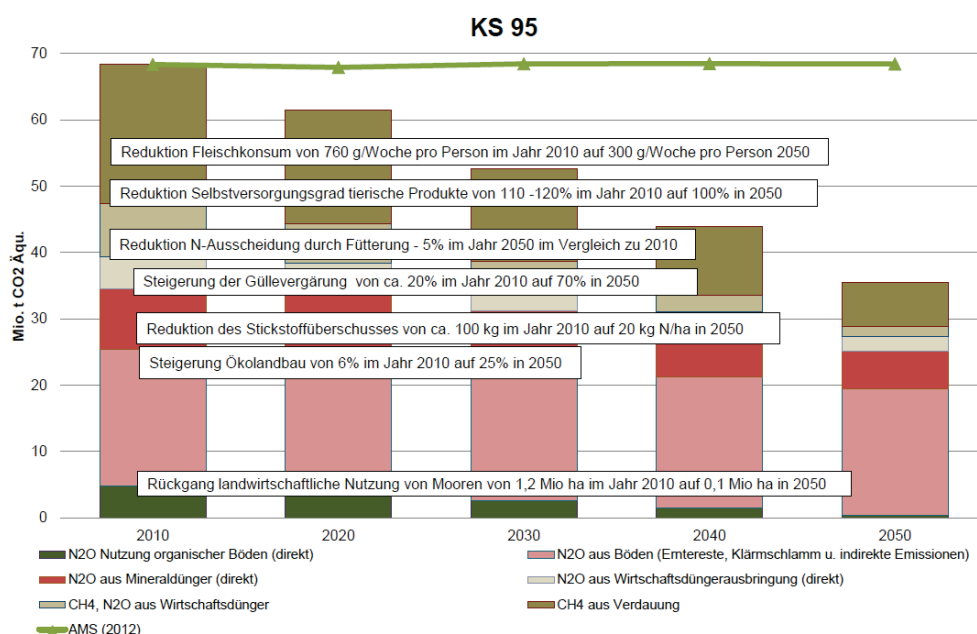 KS 95
70
60
50
40
30
20
10
0
Mio. t CO2 Äqu.
Reduktion Fleischkonsum von 760 g/Woche pro Person im Jahr 2010 auf 300 g/Woche pro Person 2050
Reduktion Selbstversorgungsgrad tierische Produkte von 110 -120% im Jahr 2010 auf 100% in 2050
Reduktion N-Ausscheidung durch Fütterung - 5% im Jahr 2050 im Vergleich zu 2010
Steigerung der Güllevergärung von ca. 20% im Jahr 2010 auf 70% in 2050
Reduktion des Stickstoffüberschusses von ca. 100 kg im Jahr 2010 auf 20 kg N/ha in 2050
Steigerung Ökolandbau von 6% im Jahr 2010 auf 25% in 2050
Rückgang landwirtschaftliche Nutzung von Mooren von 1,2 Mio ha im Jahr 2010 auf 0,1 Mio ha in 2050
2010 2020 2030 2040 2050
N2O Nutzung organischer Böden (direkt)
N2O aus Böden (Erntereste, Klärmschlamm u. indirekte Emissionen)
N2O aus Mineraldünger (direkt)
N2O aus Wirtschaftsdüngerausbringung (direkt)
CH4, N2O aus Wirtschaftsdünger
CH4 aus Verdauung
AMS (2012)